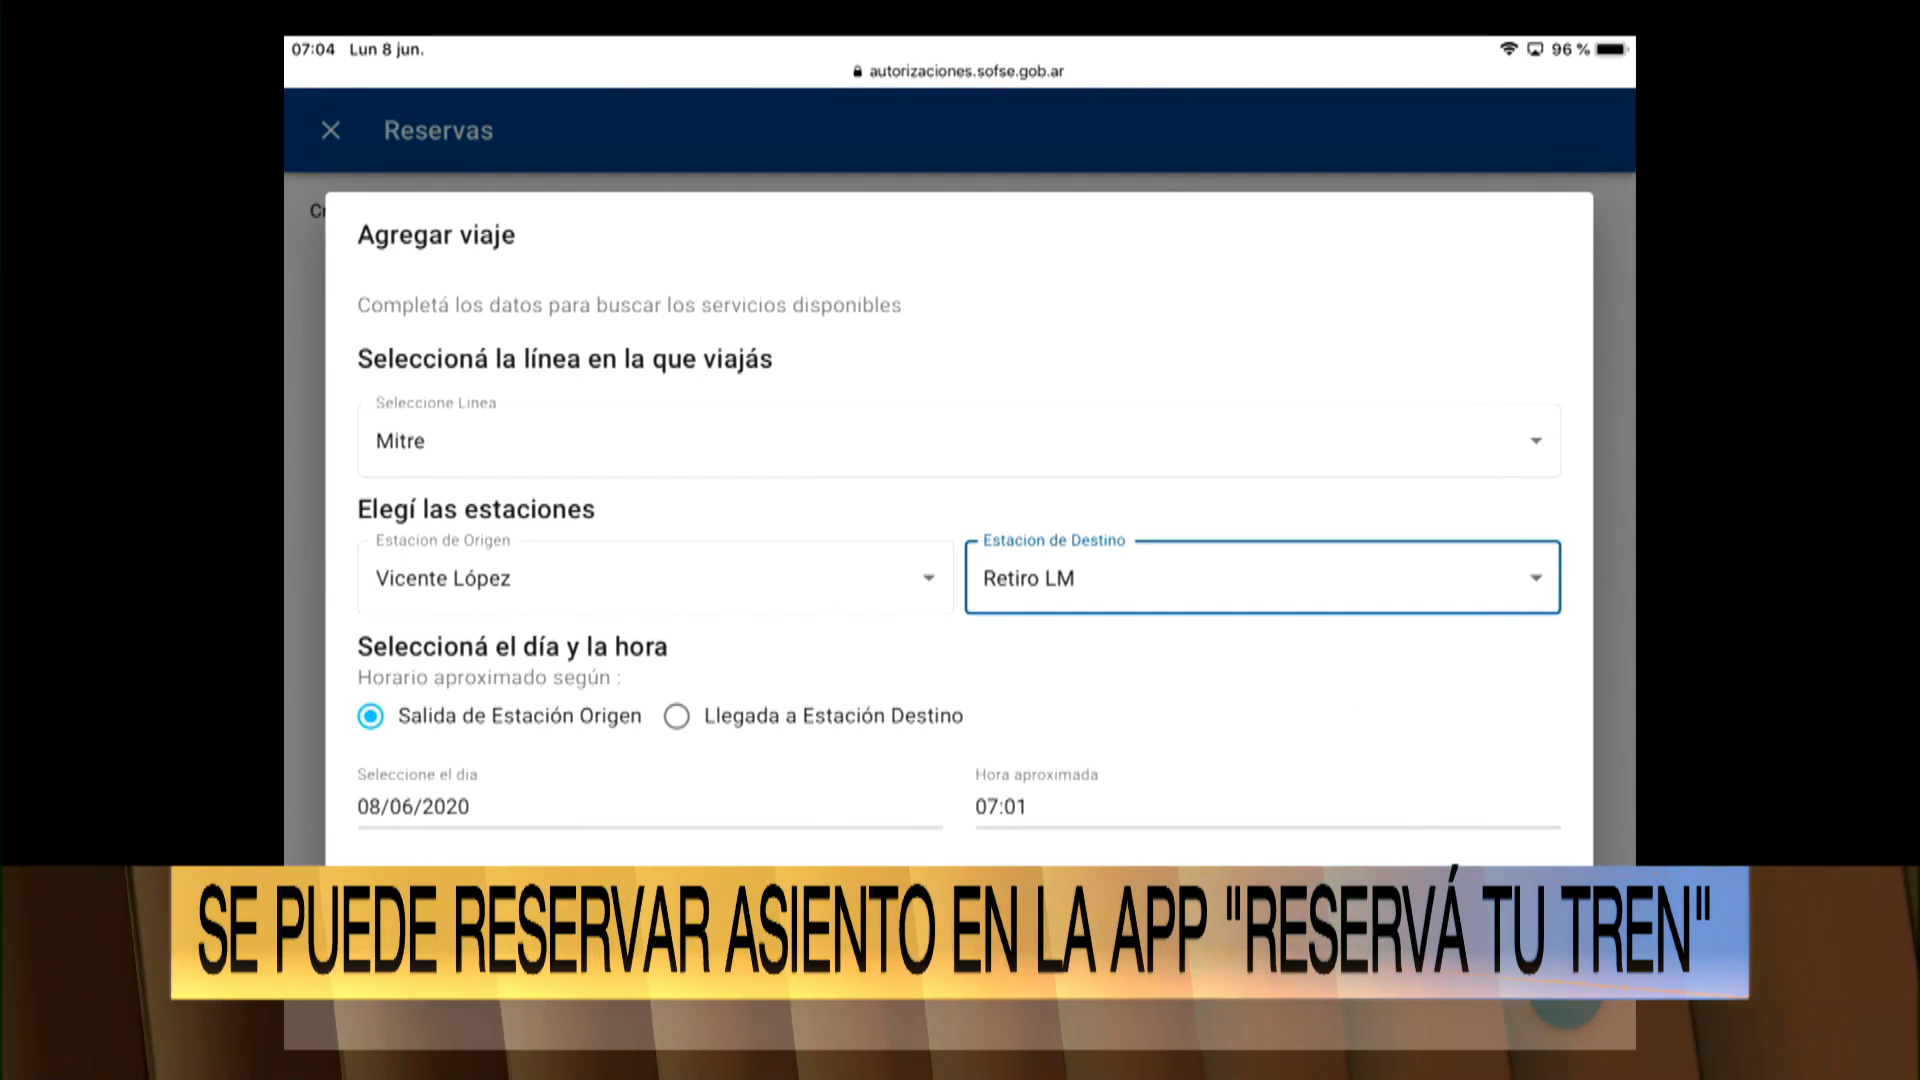 07:04 Lun 8 jun.
96 %
autorizaciones.sofse.gob.ar
Reservas
Agregar viaje
Completá los datos para buscar los servicios disponibles
Seleccioná la línea en la que viajás
Seleccione Linea
Mitre
Elegí las estaciones
Estacion de Origen
Estacion de Destino
Vicente López
Retiro LM
Seleccioná el día y la hora
Horario aproximado según :
Salida de Estación Origen
Llegada a Estación Destino
Seleccione el dia
Hora aproximada
08/06/2020
07:01
SE PUEDE RESERVAR ASIENTO EN LA APP "RESERVÁ TU TREN"